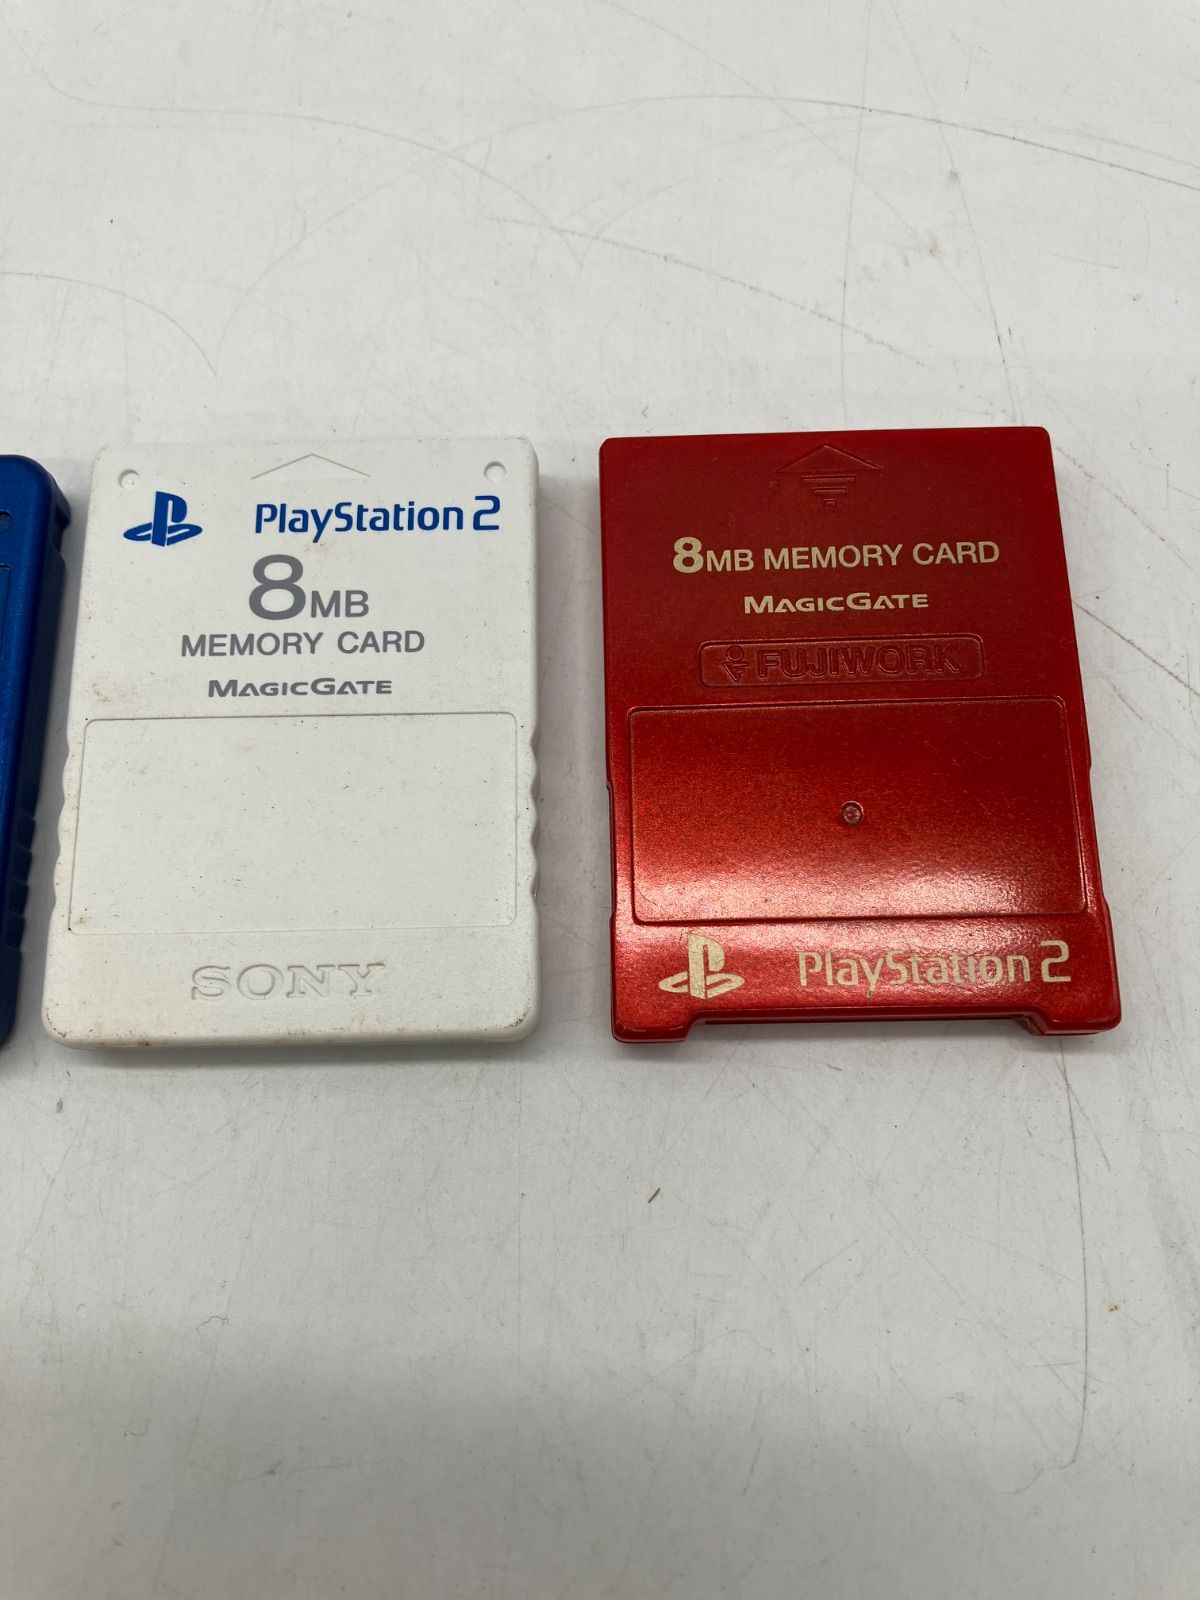 PlayStation 2
8MB
MEMORY CARD
MAGICGATE
SONY
8MB MEMORY CARD
MAGICGATE
FUJIWORK
PlayStation 2